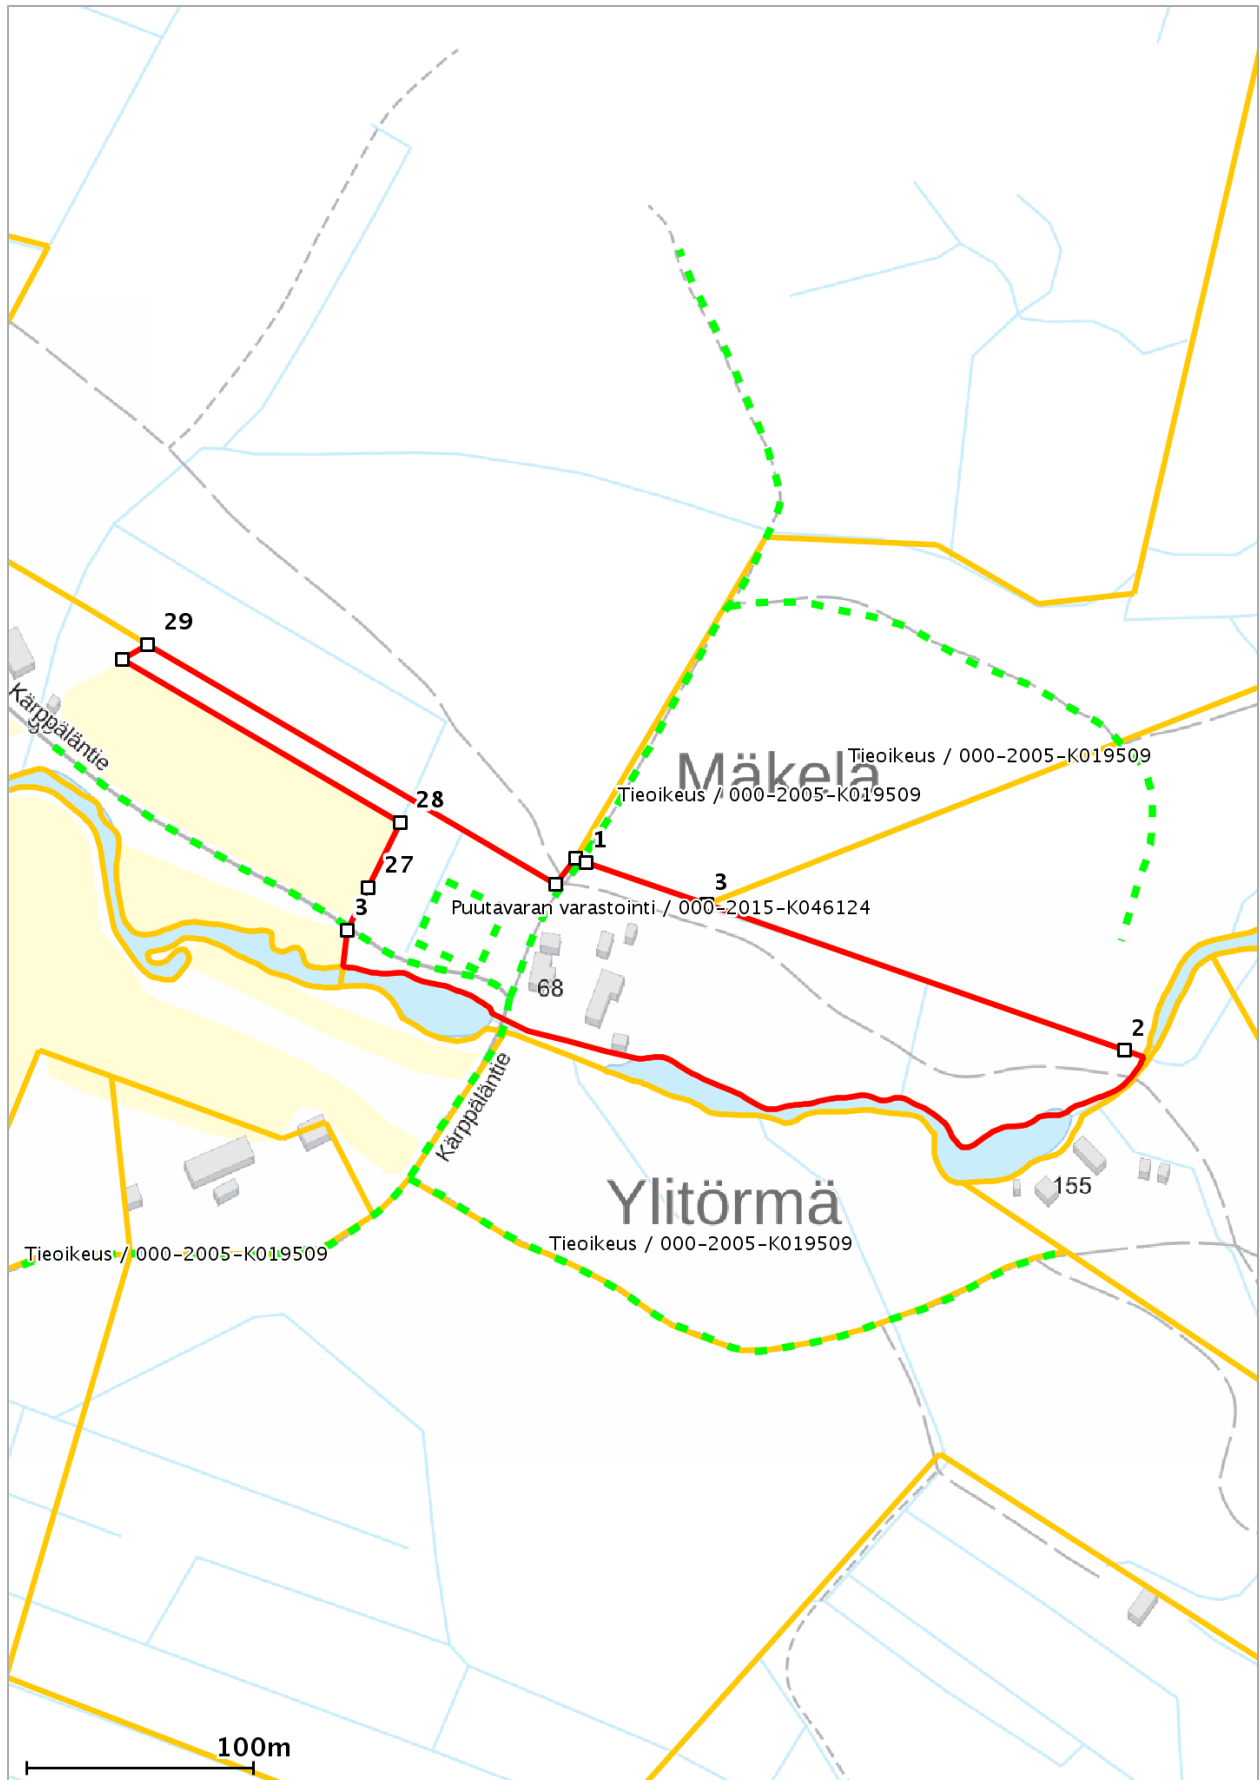 29
Kärppäläntie
Mäkelä
Tieoikeus / 000-2005-K019509
Tieoikeus / 000-2005-K019509
28
1
27
3
3
Puutavaran varastointi / 000-2015-K046124
68
2
Kärppäläntie
155
Ylitörmä
Tieoikeus / 000-2005-K019509
Tieoikeus / 000-2005-K019509
100m